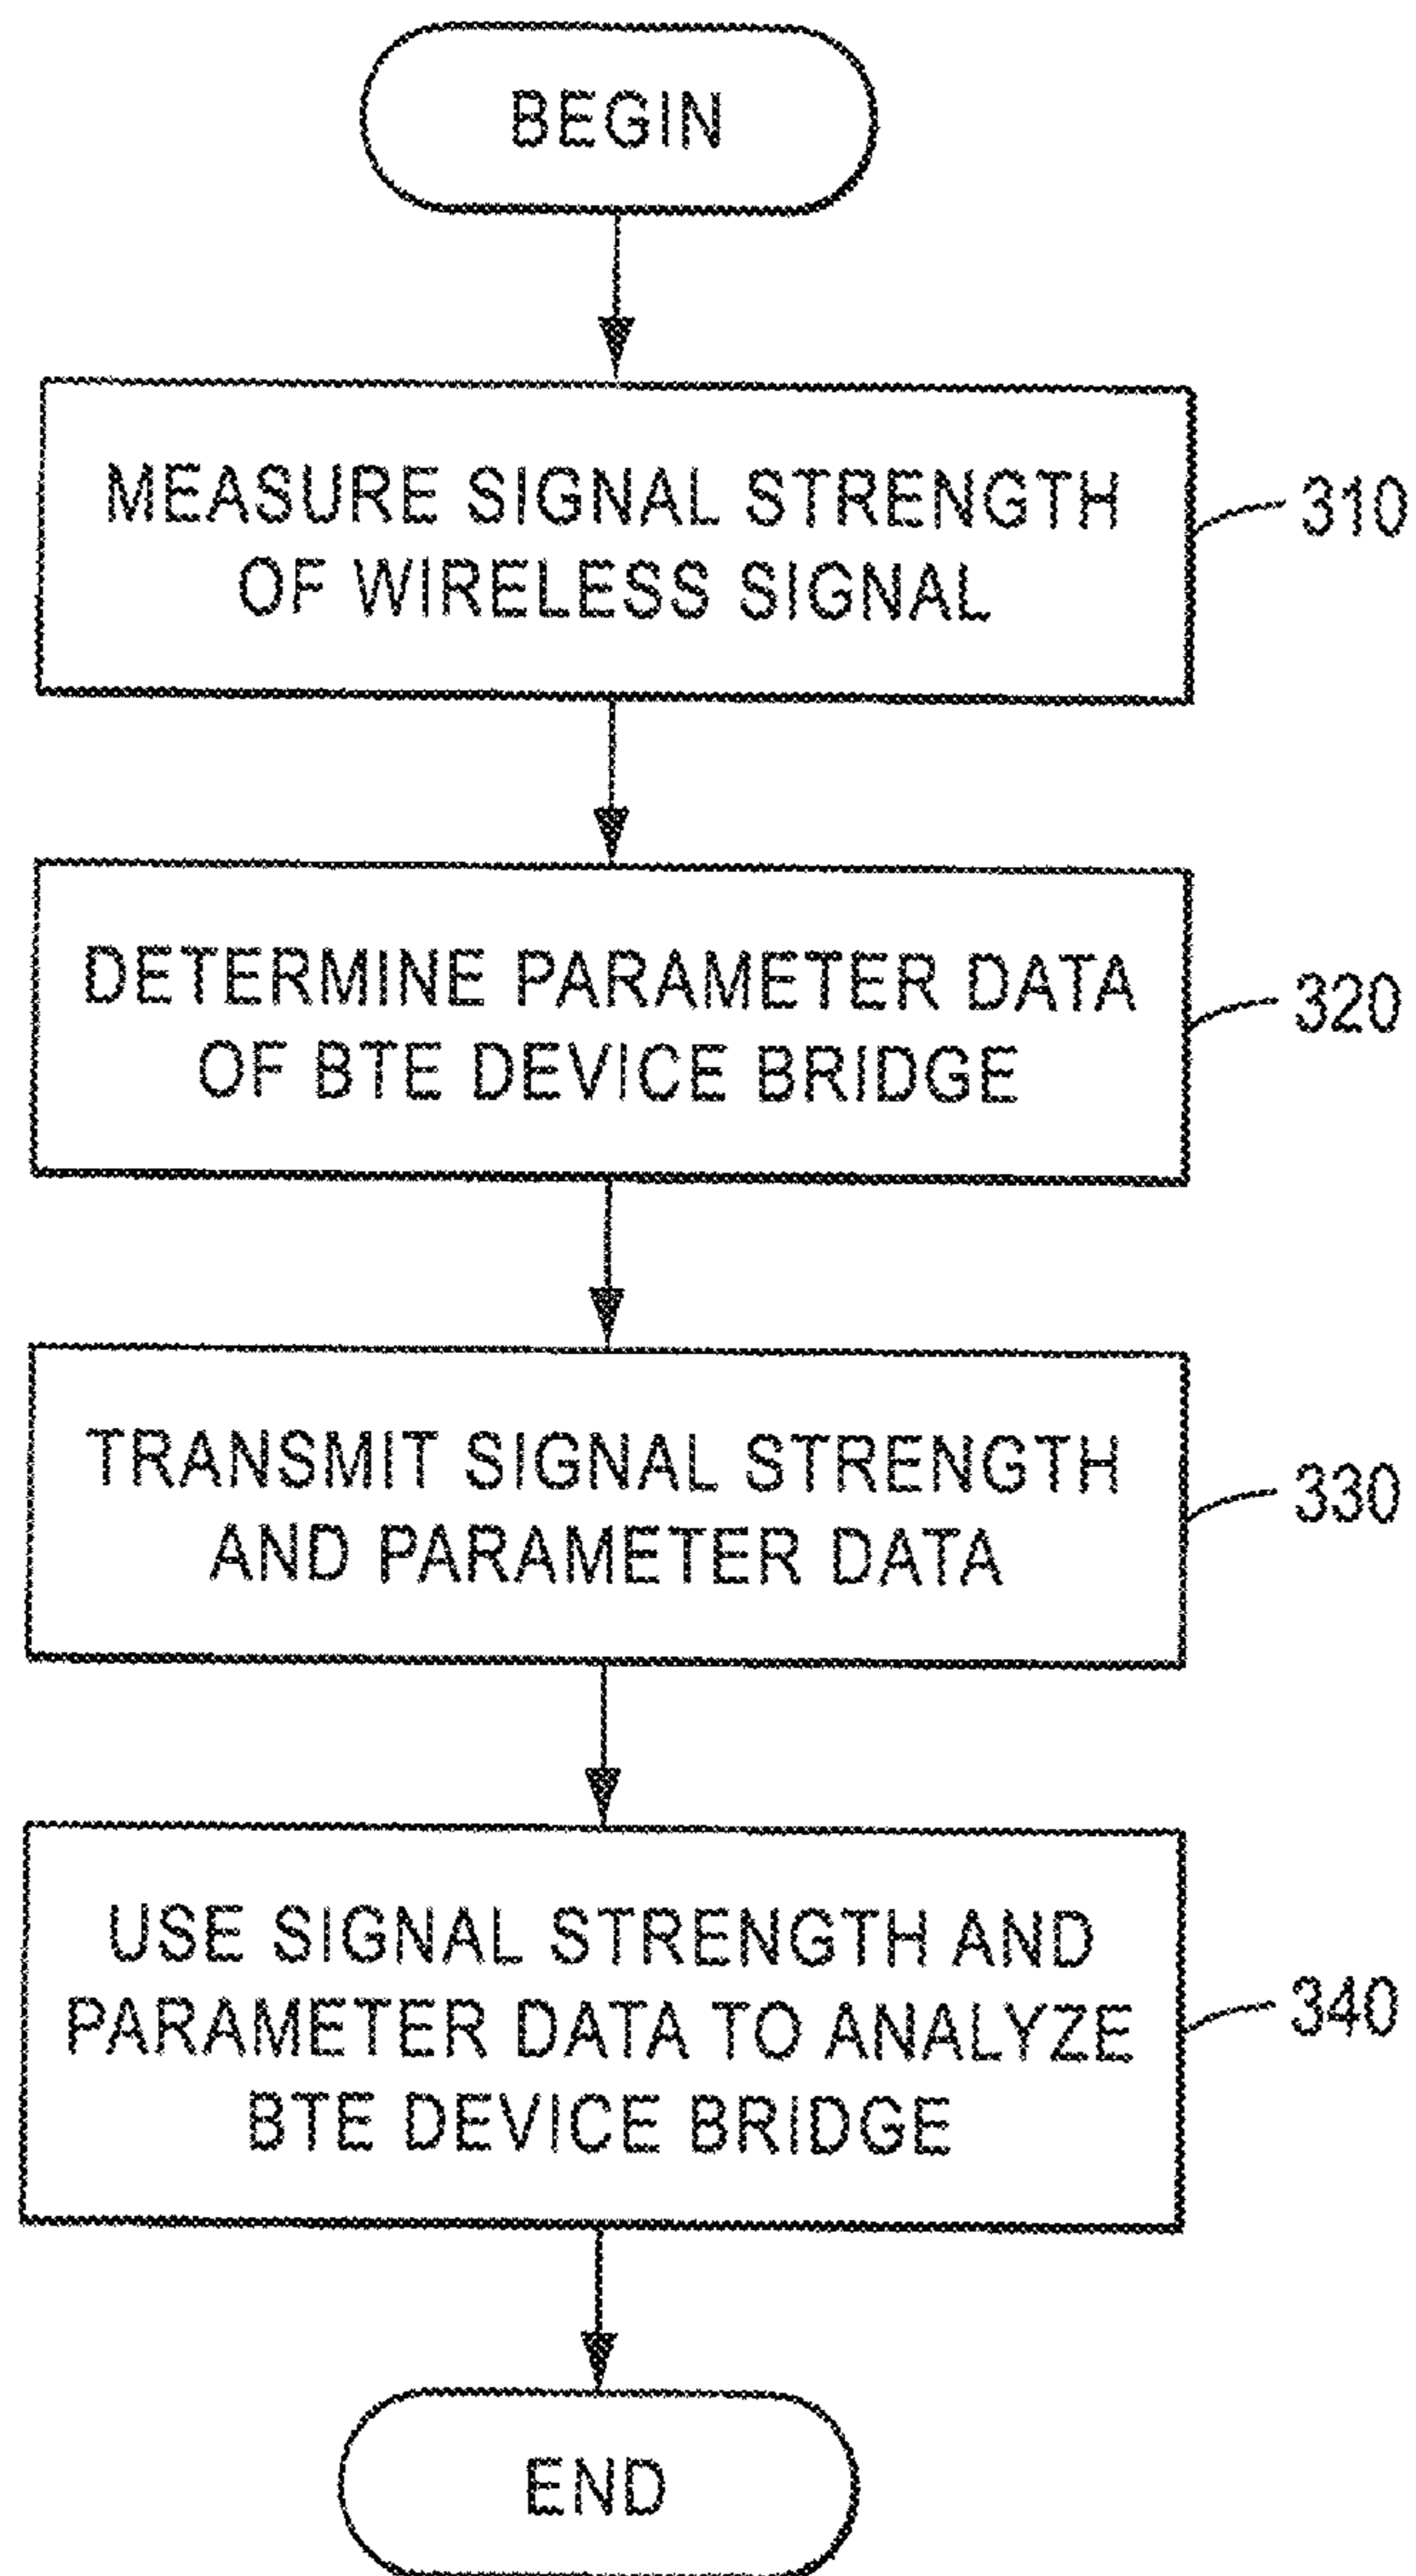 BEGIN
MEASURE SIGNAL STRENGTH
OF WIRELESS SIGNAL
310
DETERMINE PARAMETER DATA
OF BTE DEVICE BRIDGE
320
TRANSMIT SIGNAL STRENGTH
AND PARAMETER DATA
330
USE SIGNAL STRENGTH AND
PARAMETER DATA TO ANALYZE
BTE DEVICE BRIDGE
340
END